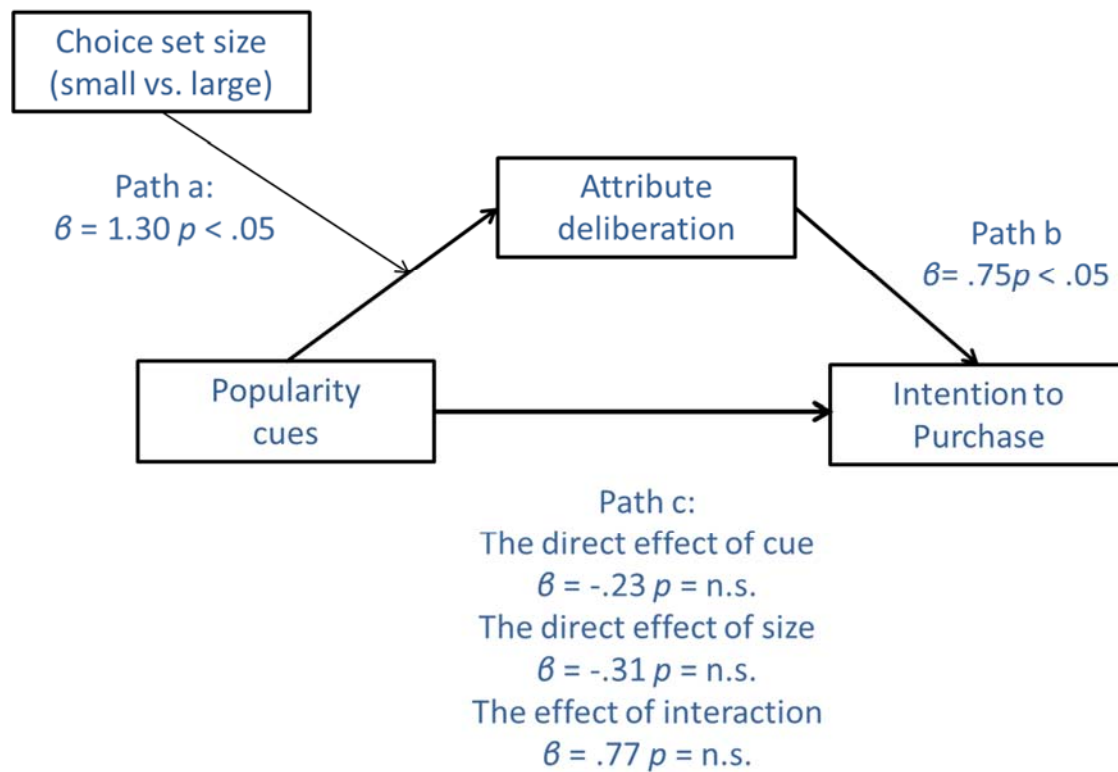 Choice set size
(small vs. large)
Path a:
β = 1.30 p < .05
Attribute
deliberation
Path b
β= .75p < .05
Popularity
cues
Intention to
Purchase
Path c:
The direct effect of cue
β = -.23 p = n.s.
The direct effect of size
β = -.31 p = n.s.
The effect of interaction
β = .77 p = n.s.